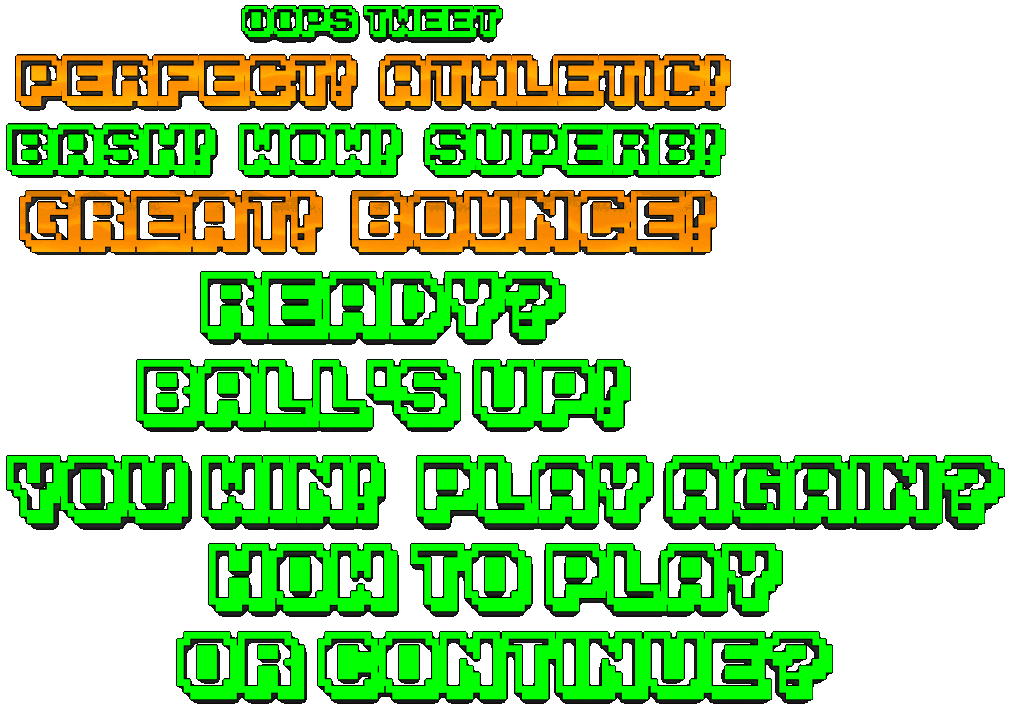 OOPS TWEET
PERFECT! ATHLETIC!
BASH! WOW! SUPERB!
GREAT! BOUNCE!
READY?
BALL'S UP!
YOU WIN! PLAY AGAIN?
HOW TO PLAY
OR CONTINUE?